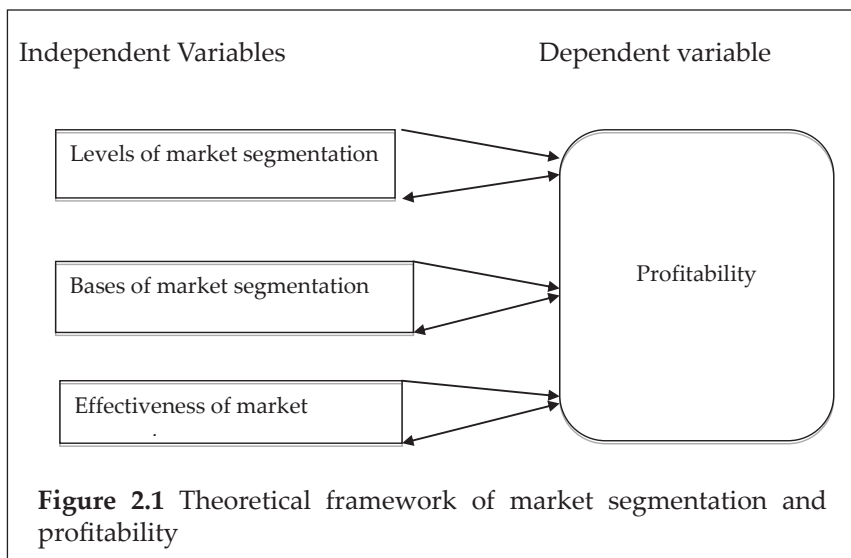 Independent Variables
Dependent variable
Levels of market segmentation
Bases of market segmentation
Profitability
Effectiveness of market
Figure 2.1 Theoretical framework of market segmentation and
profitability